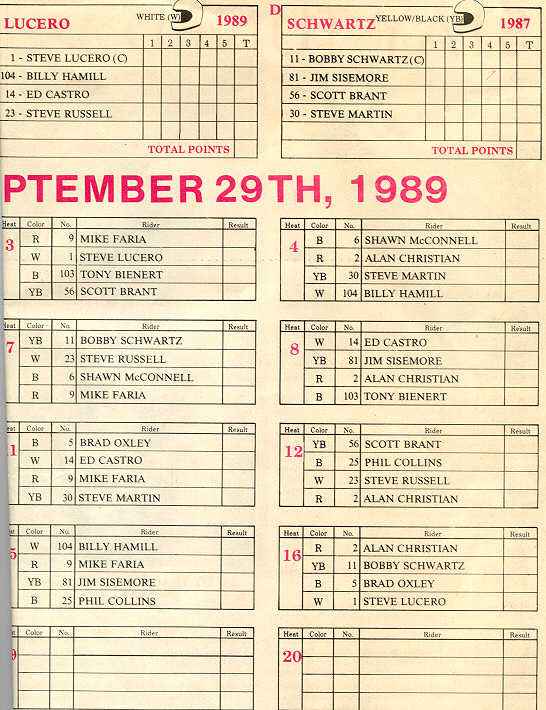 LUCERO WHITE (W) 1989
1 2 3 4 5 T
1 - STEVE LUCERO (C)
104 - BILLY HAMILL
14 - ED CASTRO
23 - STEVE RUSSELL
TOTAL POINTS
D
SCHWARTZ YELLOW/BLACK (YB) 1987
1 2 3 4 5 T
11 - BOBBY SCHWARTZ (C)
81 - JIM SISEMORE
56 - SCOTT BRANT
30 - STEVE MARTIN
TOTAL POINTS
PTEMBER 29TH, 1989
Heat Color No. Rider Result
3
R 9 MIKE FARIA
W 1 STEVE LUCERO
B 103 TONY BIENERT
YB 56 SCOTT BRANT
Heat Color No. Rider Result
4
B 6 SHAWN McCONNELL
R 2 ALAN CHRISTIAN
YB 30 STEVE MARTIN
W 104 BILLY HAMILL
eat Color No. Rider Result
7
YB 11 BOBBY SCHWARTZ
W 23 STEVE RUSSELL
B 6 SHAWN McCONNELL
R 9 MIKE FARIA
Heat Color No. Rider Result
8
W 14 ED CASTRO
YB 81 JIM SISEMORE
R 2 ALAN CHRISTIAN
B 103 TONY BIENERT
eat Color No. Rider Result
1
B 5 BRAD OXLEY
W 14 ED CASTRO
R 9 MIKE FARIA
YB 30 STEVE MARTIN
Heat Color No. Rider Result
12
YB 56 SCOTT BRANT
B 25 PHIL COLLINS
W 23 STEVE RUSSELL
R 2 ALAN CHRISTIAN
at Color No. Rider Result
5
W 104 BILLY HAMILL
R 9 MIKE FARIA
YB 81 JIM SISEMORE
B 25 PHIL COLLINS
Heat Color No. Rider Result
16
R 2 ALAN CHRISTIAN
YB 11 BOBBY SCHWARTZ
B 5 BRAD OXLEY
W 1 STEVE LUCERO
at Color No. Rider Result
9
Heat Color No. Rider Result
20